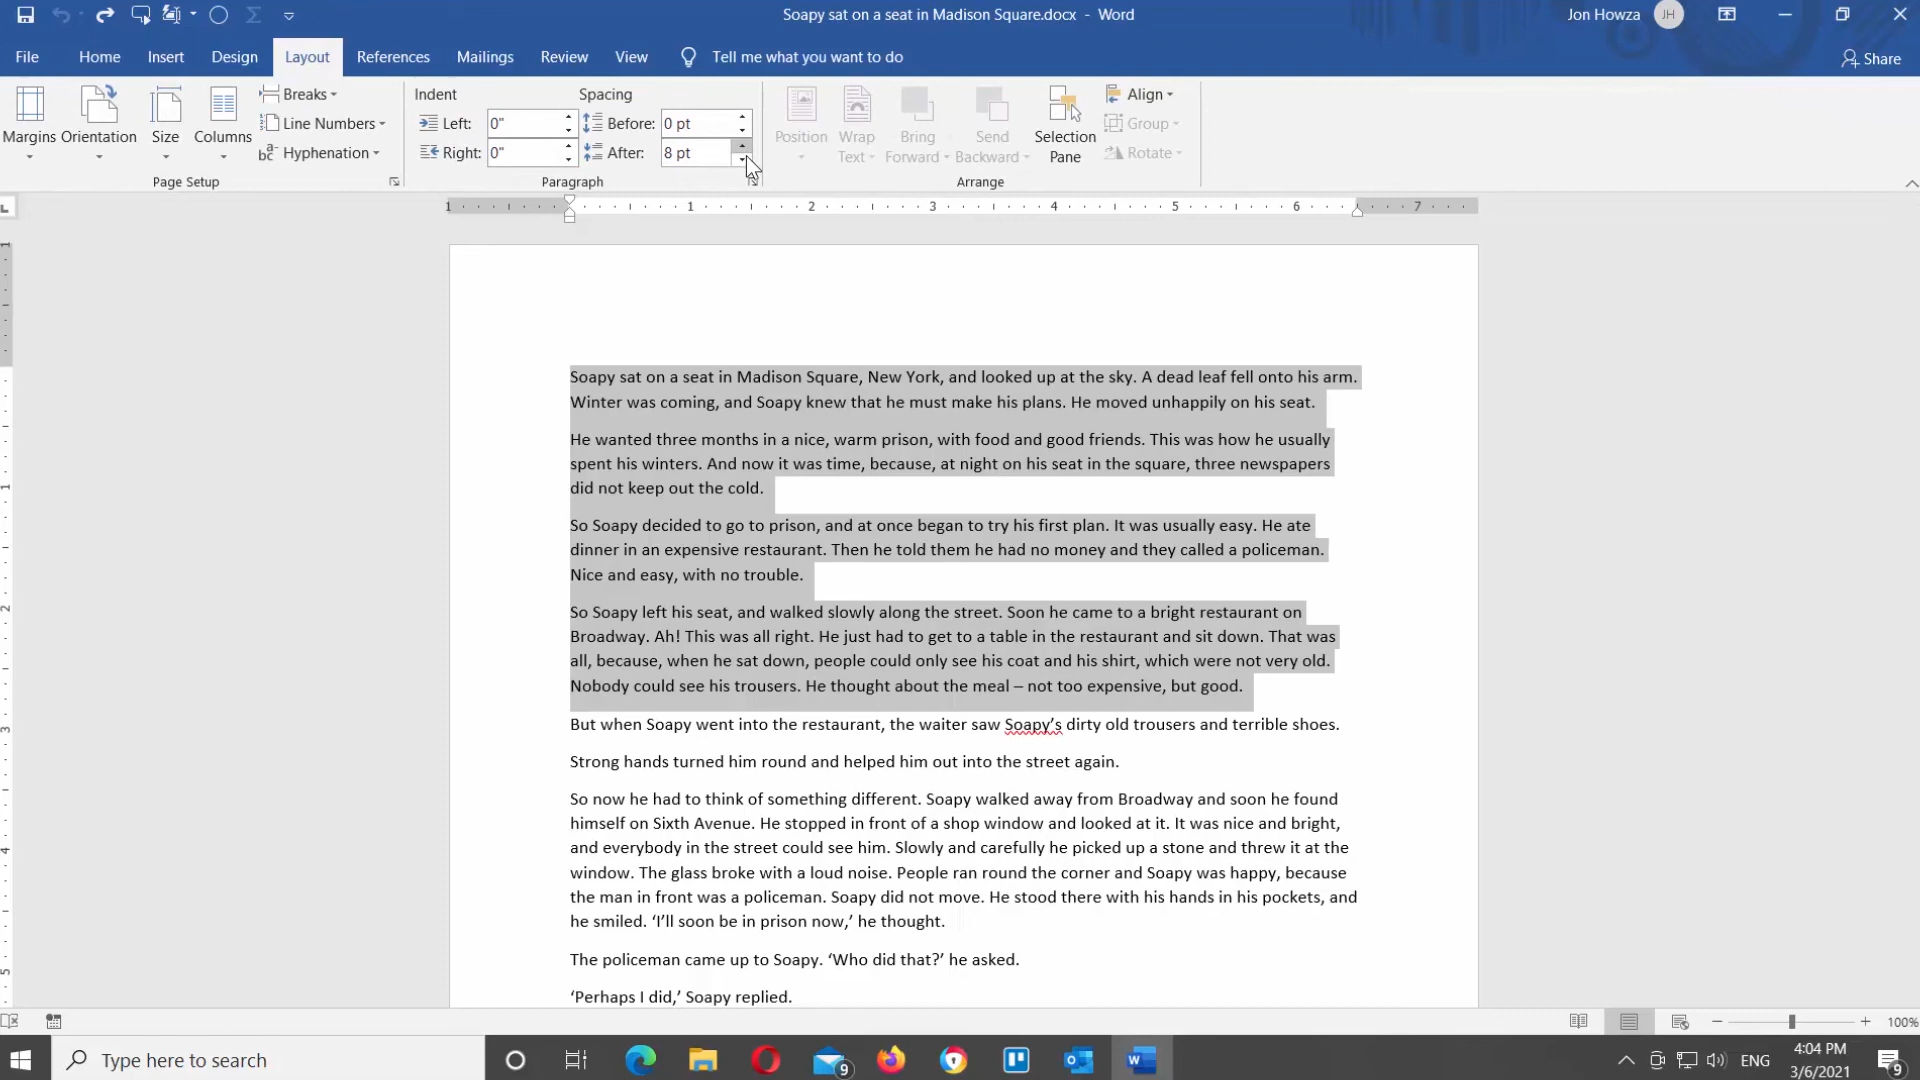 Soapy sat on a seat in Madison Square.docx - Word
Jon Howza
JH
File
Home
Insert
Design
Layout
References
Mailings
Review
View
Tell me what you want to do
Share
Margins
Orientation
Size
Columns
Breaks
Line Numbers
Hyphenation
Page Setup
Indent
Left: 0"
Right: 0"
Spacing
Before: 0 pt
After: 8 pt
Paragraph
Position
Wrap
Text
Bring
Forward
Send
Backward
Selection
Pane
Align
Group
Rotate
Arrange
1 1 2 3 4 5 6 7
1
1
2
3
4
5
Soapy sat on a seat in Madison Square, New York, and looked up at the sky. A dead leaf fell onto his arm.
Winter was coming, and Soapy knew that he must make his plans. He moved unhappily on his seat.
He wanted three months in a nice, warm prison, with food and good friends. This was how he usually
spent his winters. And now it was time, because, at night on his seat in the square, three newspapers
did not keep out the cold.
So Soapy decided to go to prison, and at once began to try his first plan. It was usually easy. He ate
dinner in an expensive restaurant. Then he told them he had no money and they called a policeman.
Nice and easy, with no trouble.
So Soapy left his seat, and walked slowly along the street. Soon he came to a bright restaurant on
Broadway. Ah! This was all right. He just had to get to a table in the restaurant and sit down. That was
all, because, when he sat down, people could only see his coat and his shirt, which were not very old.
Nobody could see his trousers. He thought about the meal – not too expensive, but good.
But when Soapy went into the restaurant, the waiter saw Soapy’s dirty old trousers and terrible shoes.
Strong hands turned him round and helped him out into the street again.
So now he had to think of something different. Soapy walked away from Broadway and soon he found
himself on Sixth Avenue. He stopped in front of a shop window and looked at it. It was nice and bright,
and everybody in the street could see him. Slowly and carefully he picked up a stone and threw it at the
window. The glass broke with a loud noise. People ran round the corner and Soapy was happy, because
the man in front was a policeman. Soapy did not move. He stood there with his hands in his pockets, and
he smiled. ‘I’ll soon be in prison now,’ he thought.
The policeman came up to Soapy. ‘Who did that?’ he asked.
‘Perhaps I did,’ Soapy replied.
100%
Type here to search
9
ENG
4:04 PM
3/6/2021
9